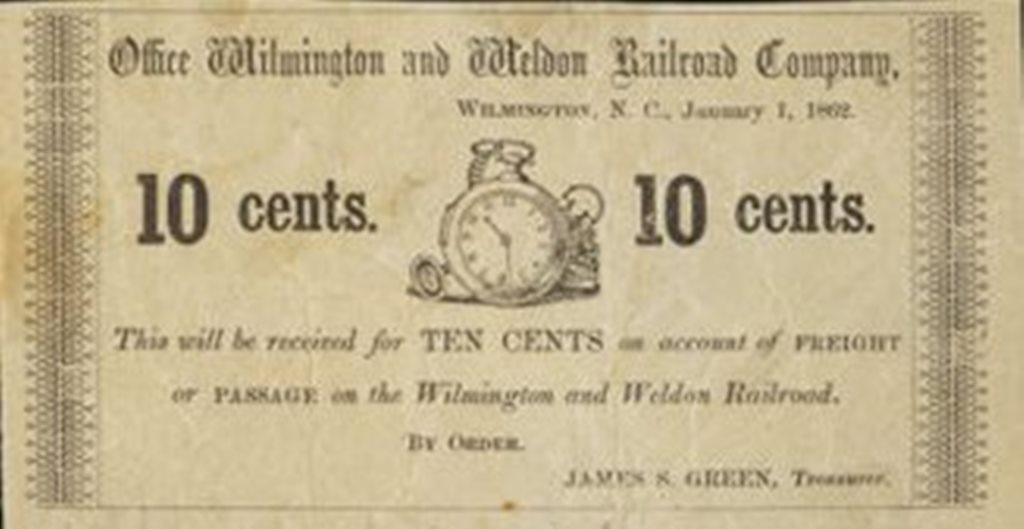 Office Wilmington and Weldon Railroad Company,
WILMINGTON, N. C., January 1, 1862.
10 cents. 10 cents.
This will be received for TEN CENTS on account of FREIGHT
or PASSAGE on the Wilmington and Weldon Railroad.
BY ORDER.
JAMES S. GREEN, Treasurer.